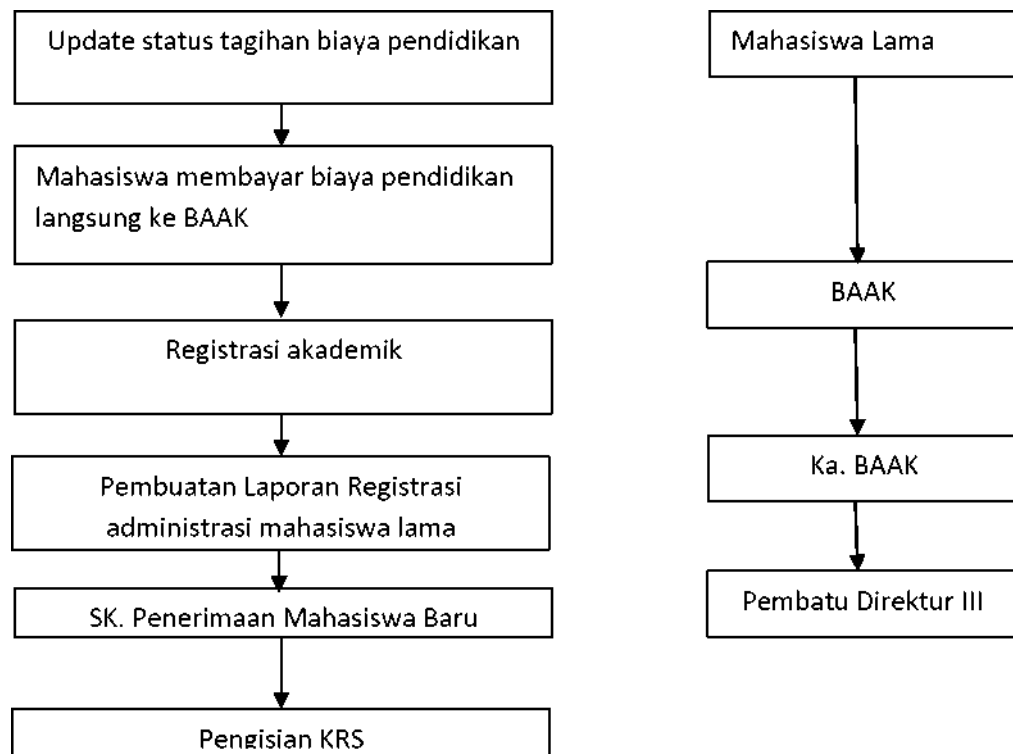 Update status tagihan biaya pendidikan
Mahasiswa membayar biaya pendidikan
langsung ke BAAK
Registrasi akademik
Pembuatan Laporan Registrasi
administrasi mahasiswa lama
SK. Penerimaan Mahasiswa Baru
Pengisian KRS
Mahasiswa Lama
BAAK
Ka. BAAK
Pembatu Direktur III